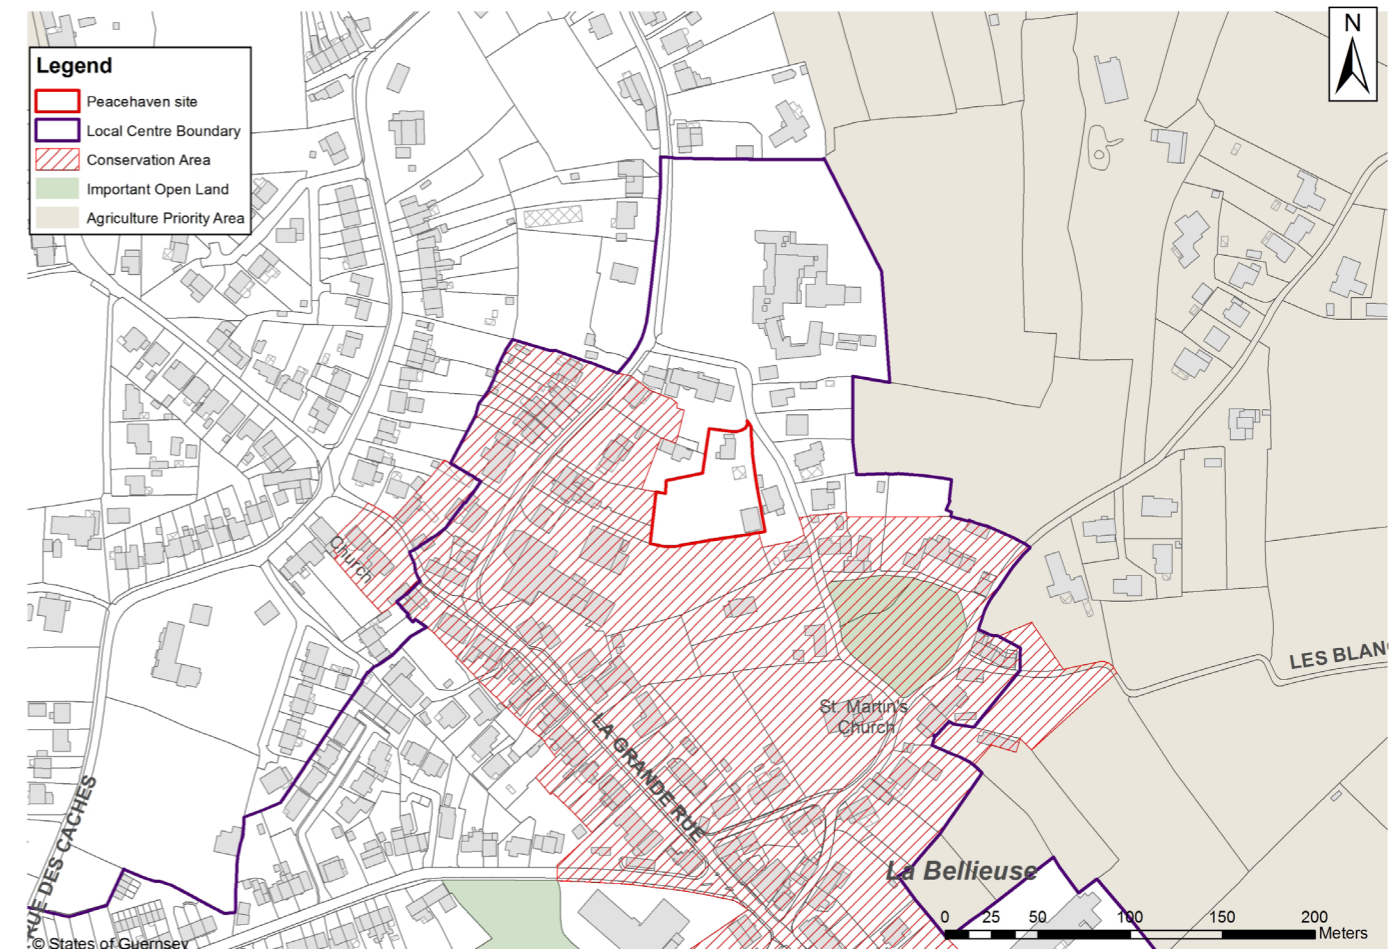 N
Legend
Peacehaven site
Local Centre Boundary
Conservation Area
Important Open Land
Agriculture Priority Area
Church
LES BLAN
St. Martin's
Church
LA GRANDE RUE
RUE DES CACHES
La Bellieuse
0 25 50 100 150 200
Meters
© States of Guernsey